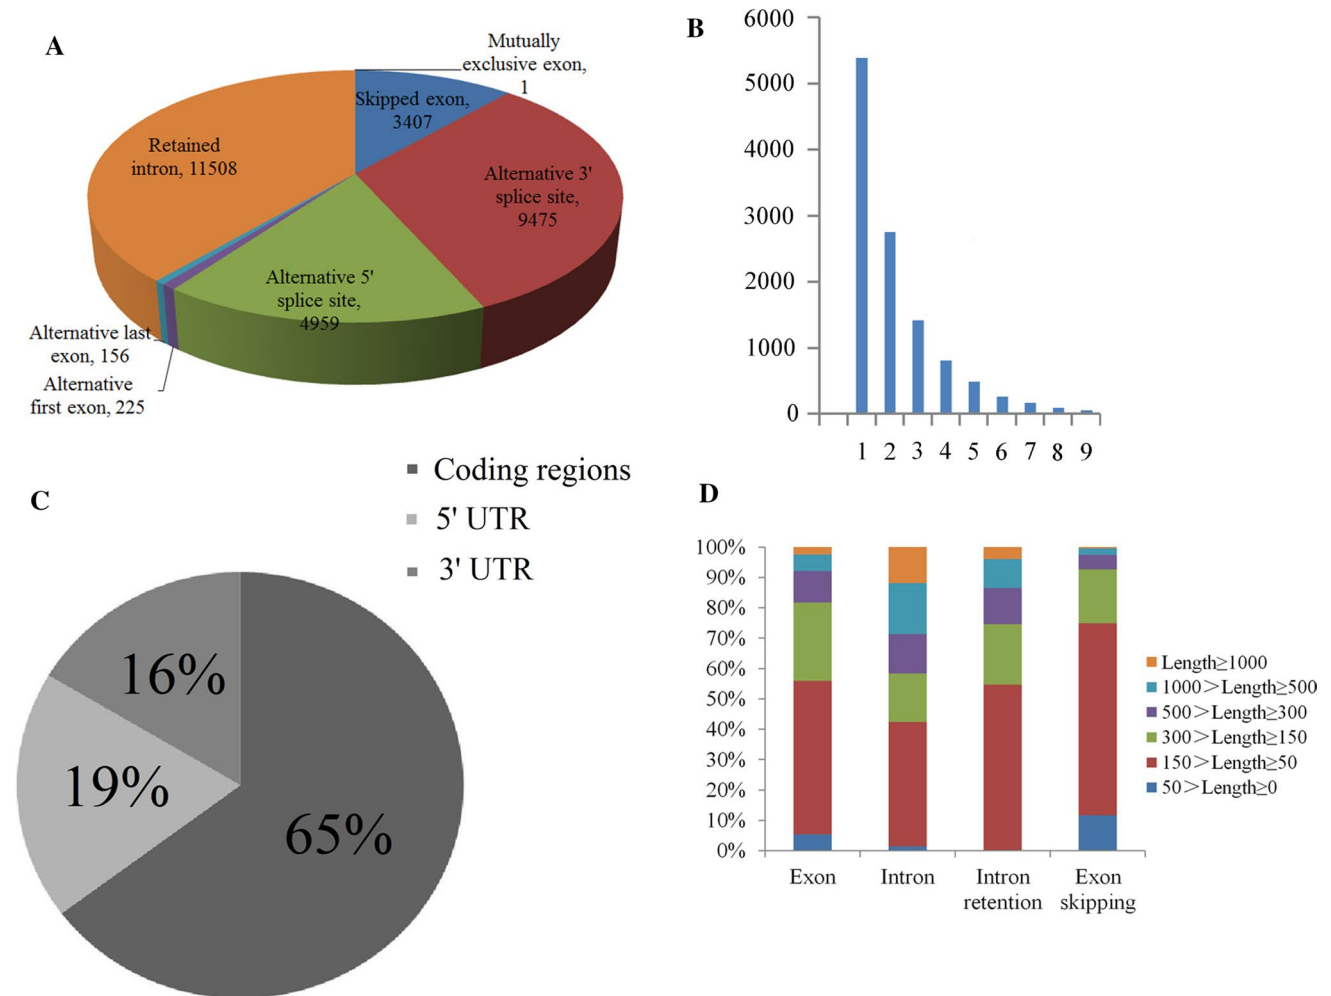 A
Mutually
exclusive exon,
1
Skipped exon,
3407
Retained
intron, 11508
Alternative 3'
splice site,
9475
Alternative 5'
splice site,
4959
Alternative last
exon, 156
Alternative
first exon, 225
B
6000
5000
4000
3000
2000
1000
0
1 2 3 4 5 6 7 8 9
C
Coding regions
5' UTR
3' UTR
16%
19%
65%
D
100%
90%
80%
70%
60%
50%
40%
30%
20%
10%
0%
Exon Intron Intron Exon
retention skipping
Length≥1000
1000>Length≥500
500>Length≥300
300>Length≥150
150>Length≥50
50>Length≥0